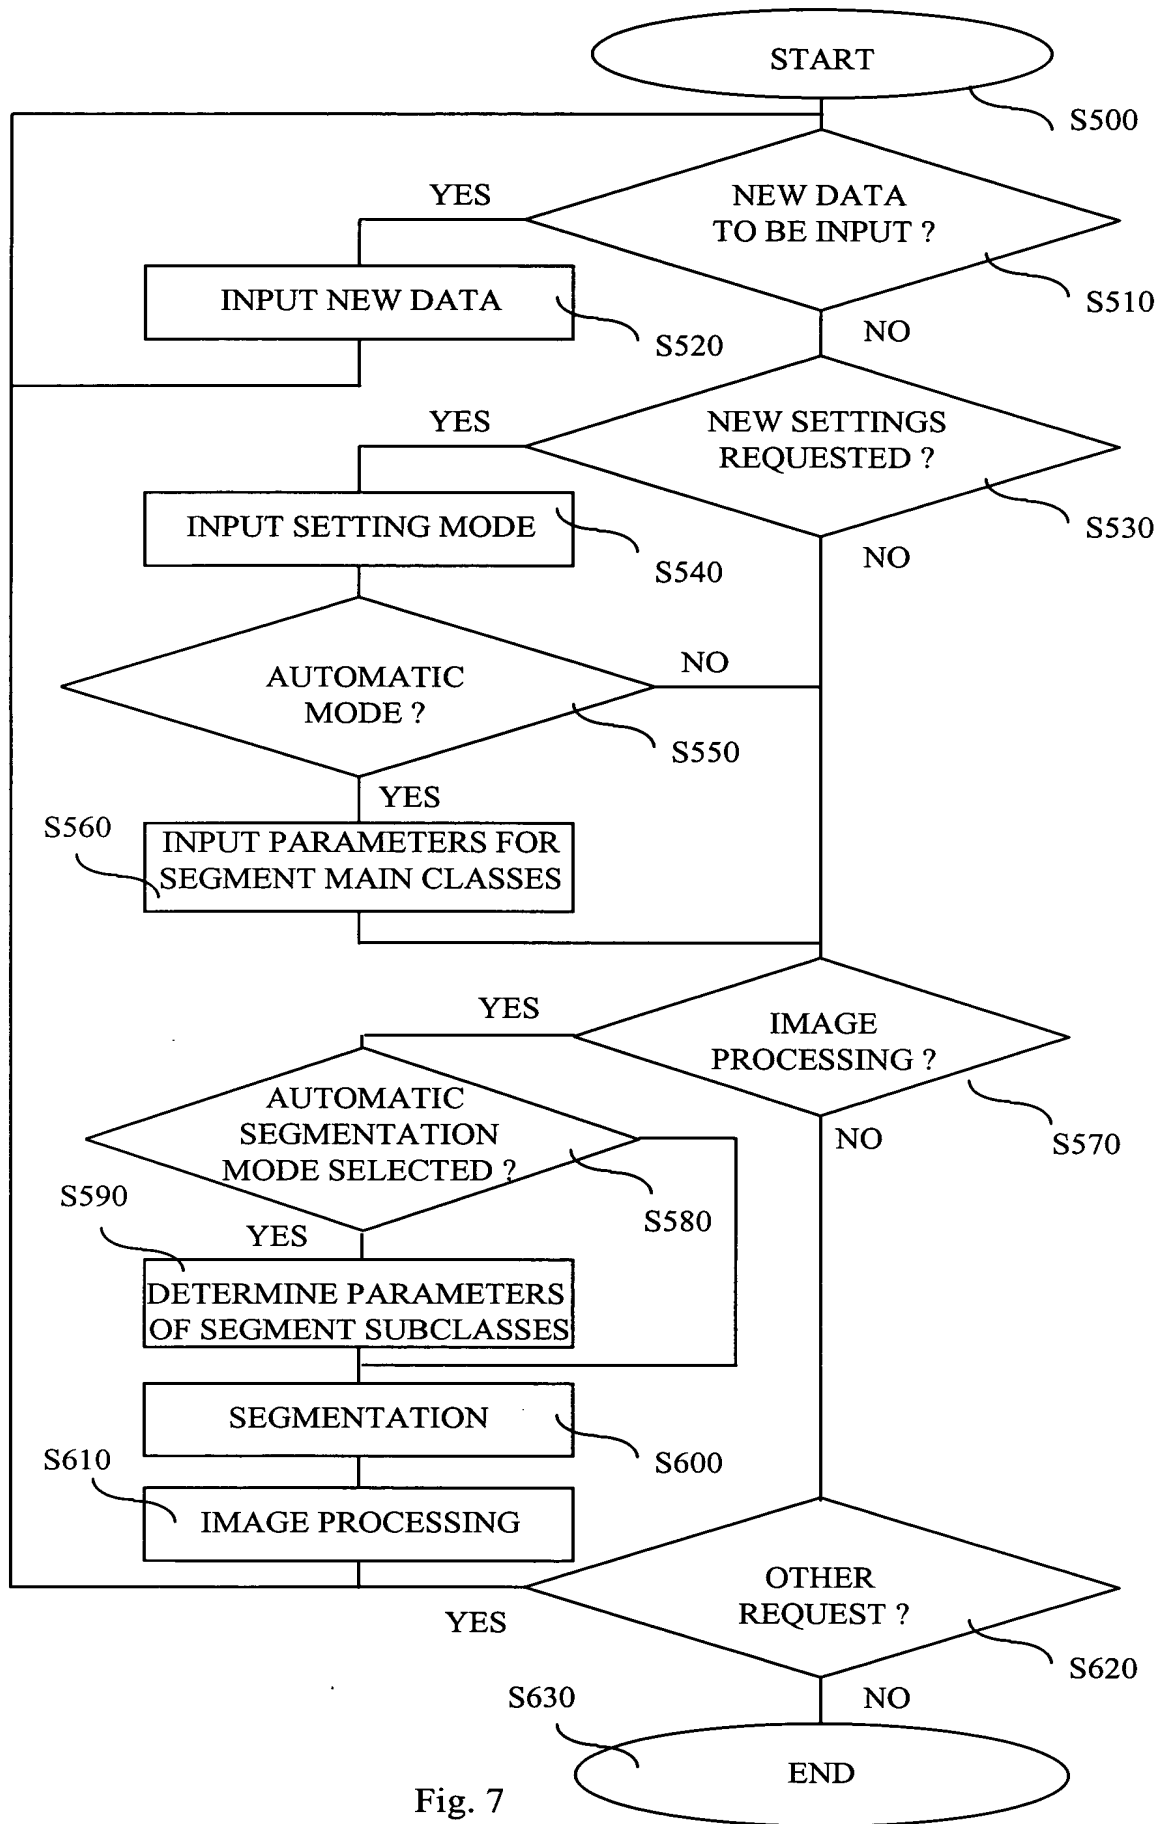 START
S500
YES
NEW DATA
TO BE INPUT ?
S510
INPUT NEW DATA
S520
NO
YES
NEW SETTINGS
REQUESTED ?
S530
INPUT SETTING MODE
S540
NO
AUTOMATIC
MODE ?
NO
S550
YES
S560
INPUT PARAMETERS FOR
SEGMENT MAIN CLASSES
YES
IMAGE
PROCESSING ?
S570
NO
AUTOMATIC
SEGMENTATION
MODE SELECTED ?
S580
S590
YES
DETERMINE PARAMETERS
OF SEGMENT SUBCLASSES
SEGMENTATION
S600
S610
IMAGE PROCESSING
OTHER
REQUEST ?
YES
S620
NO
S630
END
Fig. 7